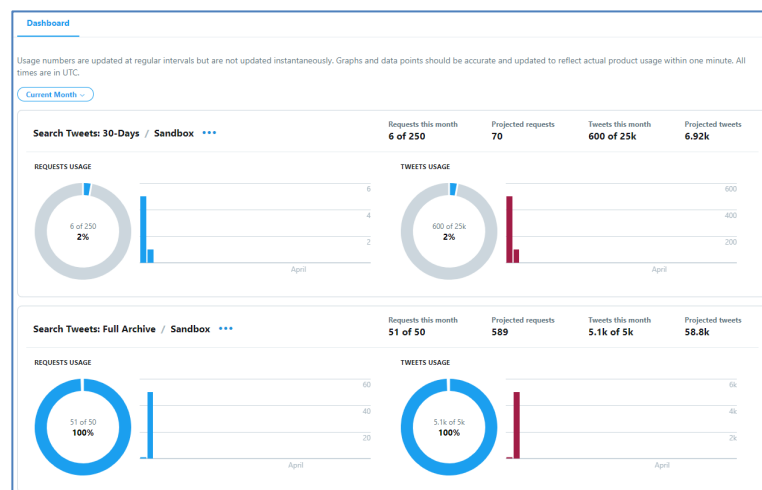 Dashboard
Usage numbers are updated at regular intervals but are not updated instantaneously. Graphs and data points should be accurate and updated to reflect actual product usage within one minute. All
times are in UTC.
Current Month
Search Tweets: 30-Days / Sandbox
Requests this month
6 of 250
Projected requests
70
Tweets this month
600 of 25k
Projected tweets
6.92k
REQUESTS USAGE
6 of 250
2%
6
4
2
April
TWEETS USAGE
600 of 25k
2%
600
400
200
April
Search Tweets: Full Archive / Sandbox
Requests this month
51 of 50
Projected requests
589
Tweets this month
5.1k of 5k
Projected tweets
58.8k
REQUESTS USAGE
51 of 50
100%
60
40
20
April
TWEETS USAGE
5.1k of 5k
100%
6k
4k
2k
April